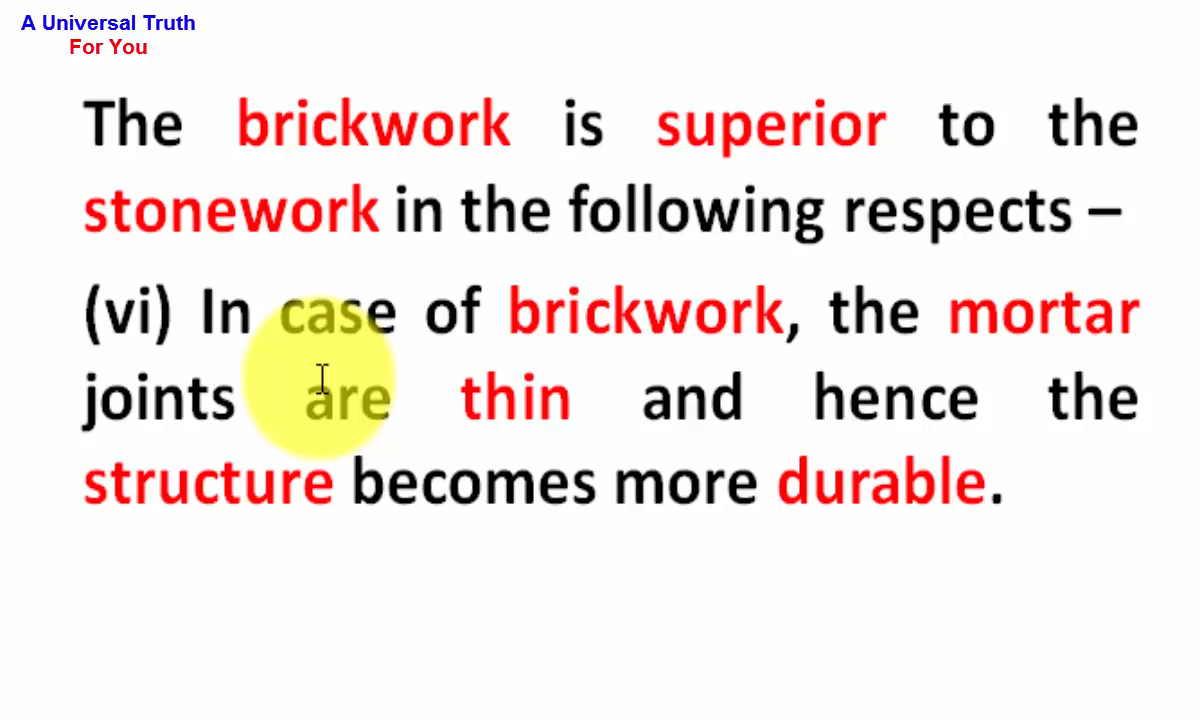 A Universal Truth
For You
The brickwork is superior to the
stonework in the following respects –
(vi) In case of brickwork, the mortar
joints are thin and hence the
structure becomes more durable.